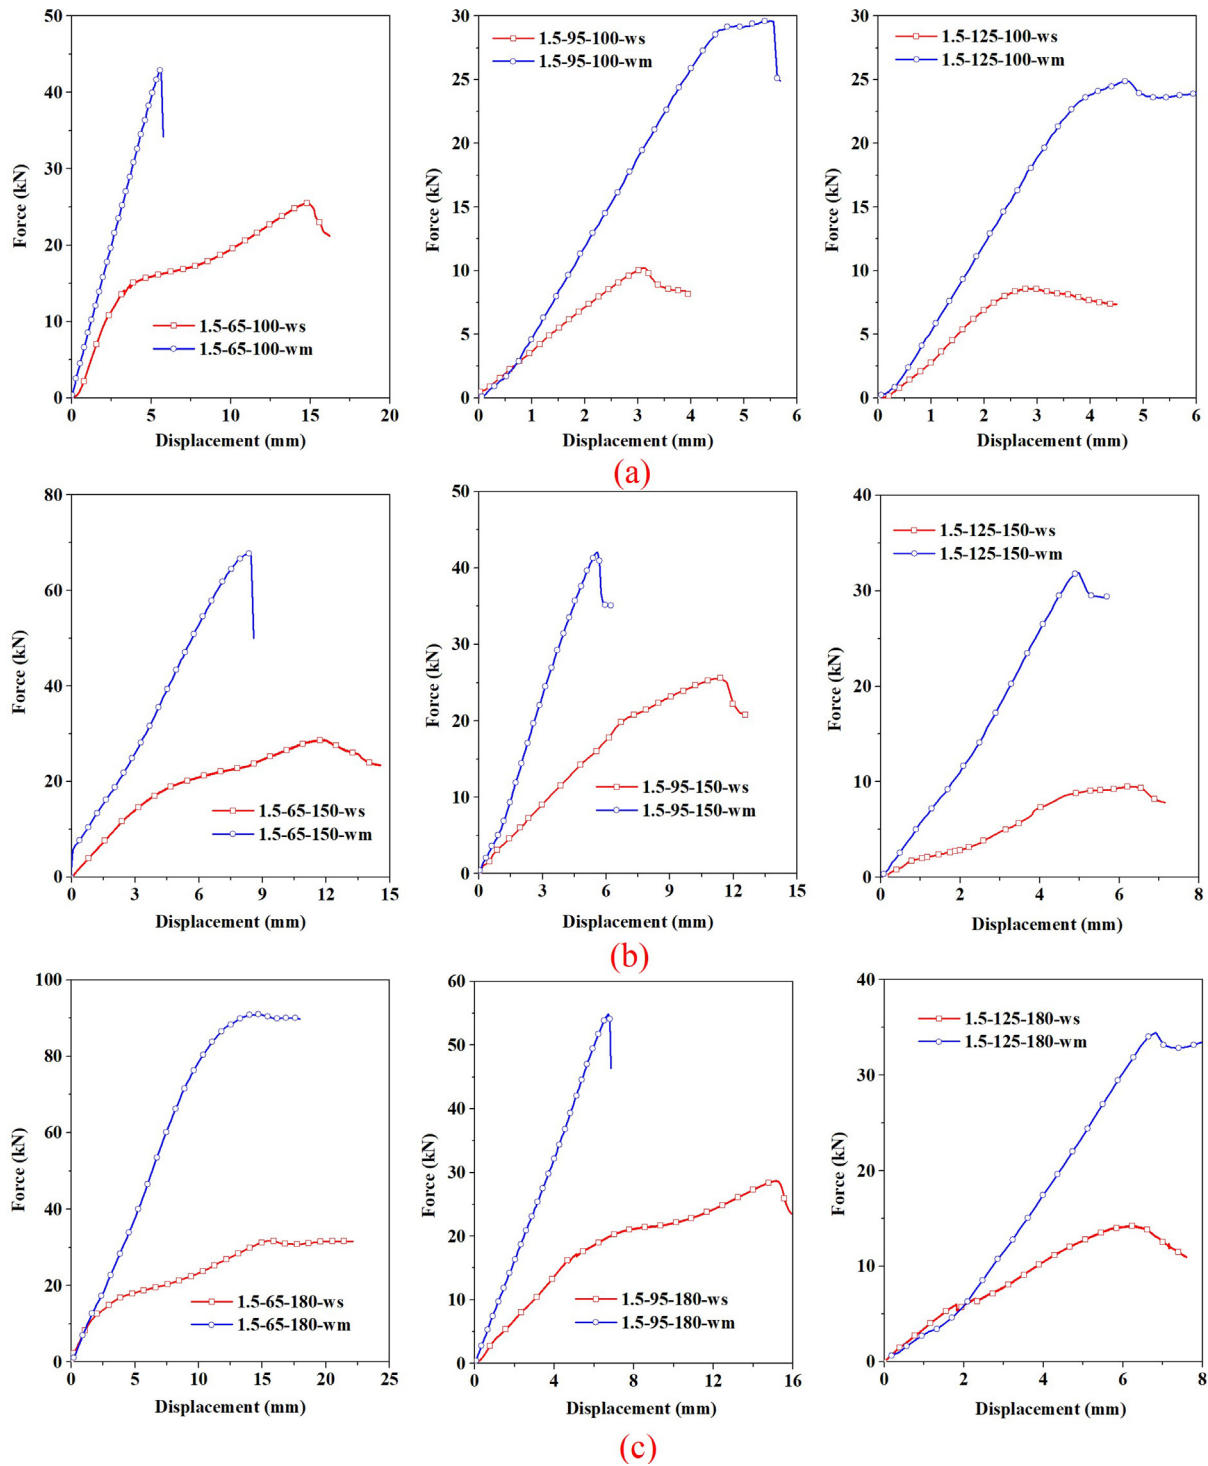 50
40
30
20
10
0
0 5 10 15 20
Force (kN)
Displacement (mm)
1.5-65-100-ws
1.5-65-100-wm
30
25
20
15
10
5
0
0 1 2 3 4 5 6
Force (kN)
Displacement (mm)
1.5-95-100-ws
1.5-95-100-wm
30
25
20
15
10
5
0
0 1 2 3 4 5 6
Force (kN)
Displacement (mm)
1.5-125-100-ws
1.5-125-100-wm
(a)
80
60
40
20
0
0 3 6 9 12 15
Force (kN)
Displacement (mm)
1.5-65-150-ws
1.5-65-150-wm
50
40
30
20
10
0
0 3 6 9 12 15
Force (kN)
Displacement (mm)
1.5-95-150-ws
1.5-95-150-wm
40
30
20
10
0
0 2 4 6 8
Force (kN)
Displacement (mm)
1.5-125-150-ws
1.5-125-150-wm
(b)
100
80
60
40
20
0
0 5 10 15 20 25
Force (kN)
Displacement (mm)
1.5-65-180-ws
1.5-65-180-wm
60
50
40
30
20
10
0
0 4 8 12 16
Force (kN)
Displacement (mm)
1.5-95-180-ws
1.5-95-180-wm
40
30
20
10
0
0 2 4 6 8
Force (kN)
Displacement (mm)
1.5-125-180-ws
1.5-125-180-wm
(c)